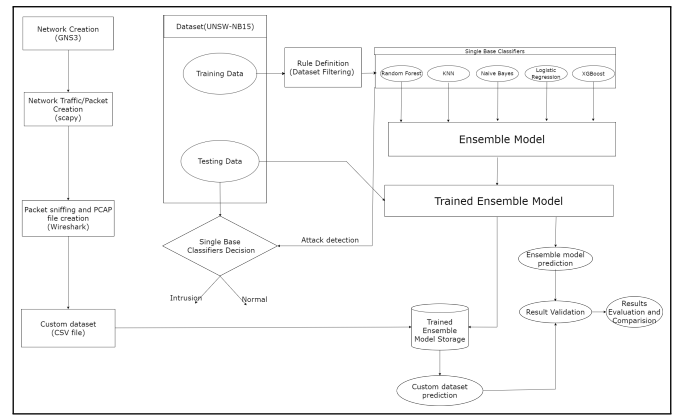 Network Creation
(GNS3)
Dataset(UNSW-NB15)
Training Data
Rule Definition
(Dataset Filtering)
Single Base Classifiers
Random Forest
KNN
Naive Bayes
Logistic
Regression
XGBoost
Network Traffic/Packet
Creation
(scapy)
Ensemble Model
Testing Data
Trained Ensemble Model
Packet sniffing and PCAP
file creation
(Wireshark)
Single Base
Classifiers Decision
Attack detection
Ensemble model
prediction
Intrusion
Normal
Custom dataset
(CSV file)
Trained
Ensemble
Model Storage
Result Validation
Results
Evaluation and
Comparision
Custom dataset
prediction